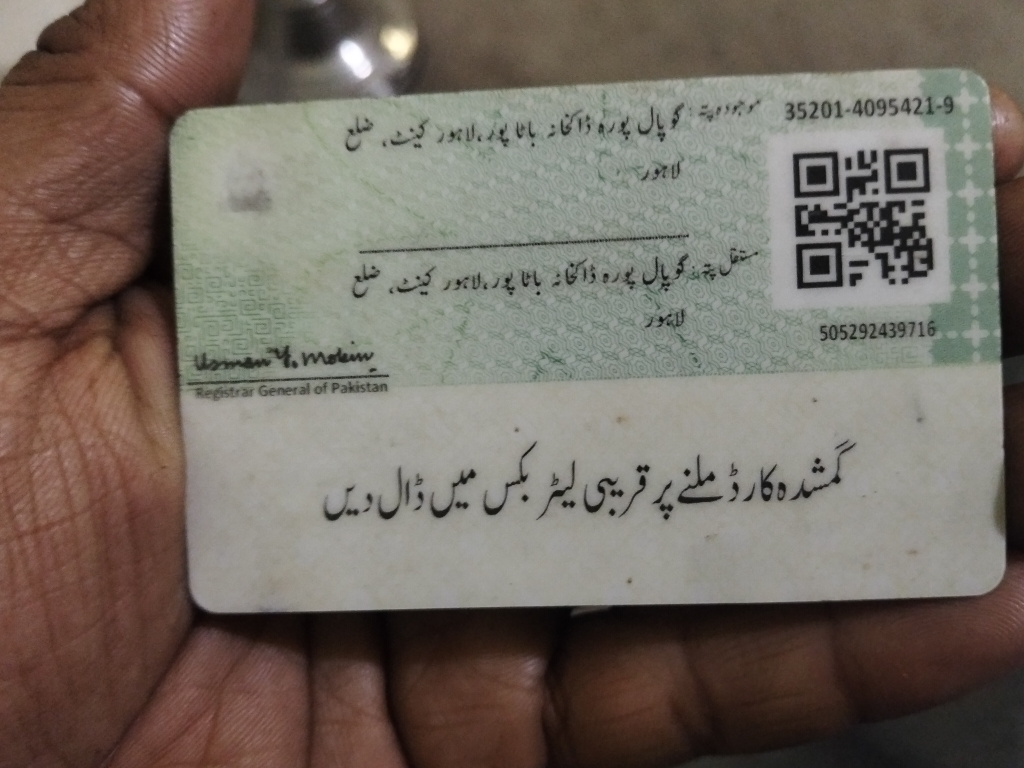 35201-4095421-9
موجودہ پتہ: گوپال پورہ ڈاکخانہ باٹا پور، لاہور کینٹ، ضلع
لاہور
مستقل پتہ: گوپال پورہ ڈاکخانہ باٹا پور، لاہور کینٹ، ضلع
لاہور
505292439716
Usman Y. Mobin
Registrar General of Pakistan
گمشدہ کارڈ ملنے پر قریبی لیٹر بکس میں ڈال دیں